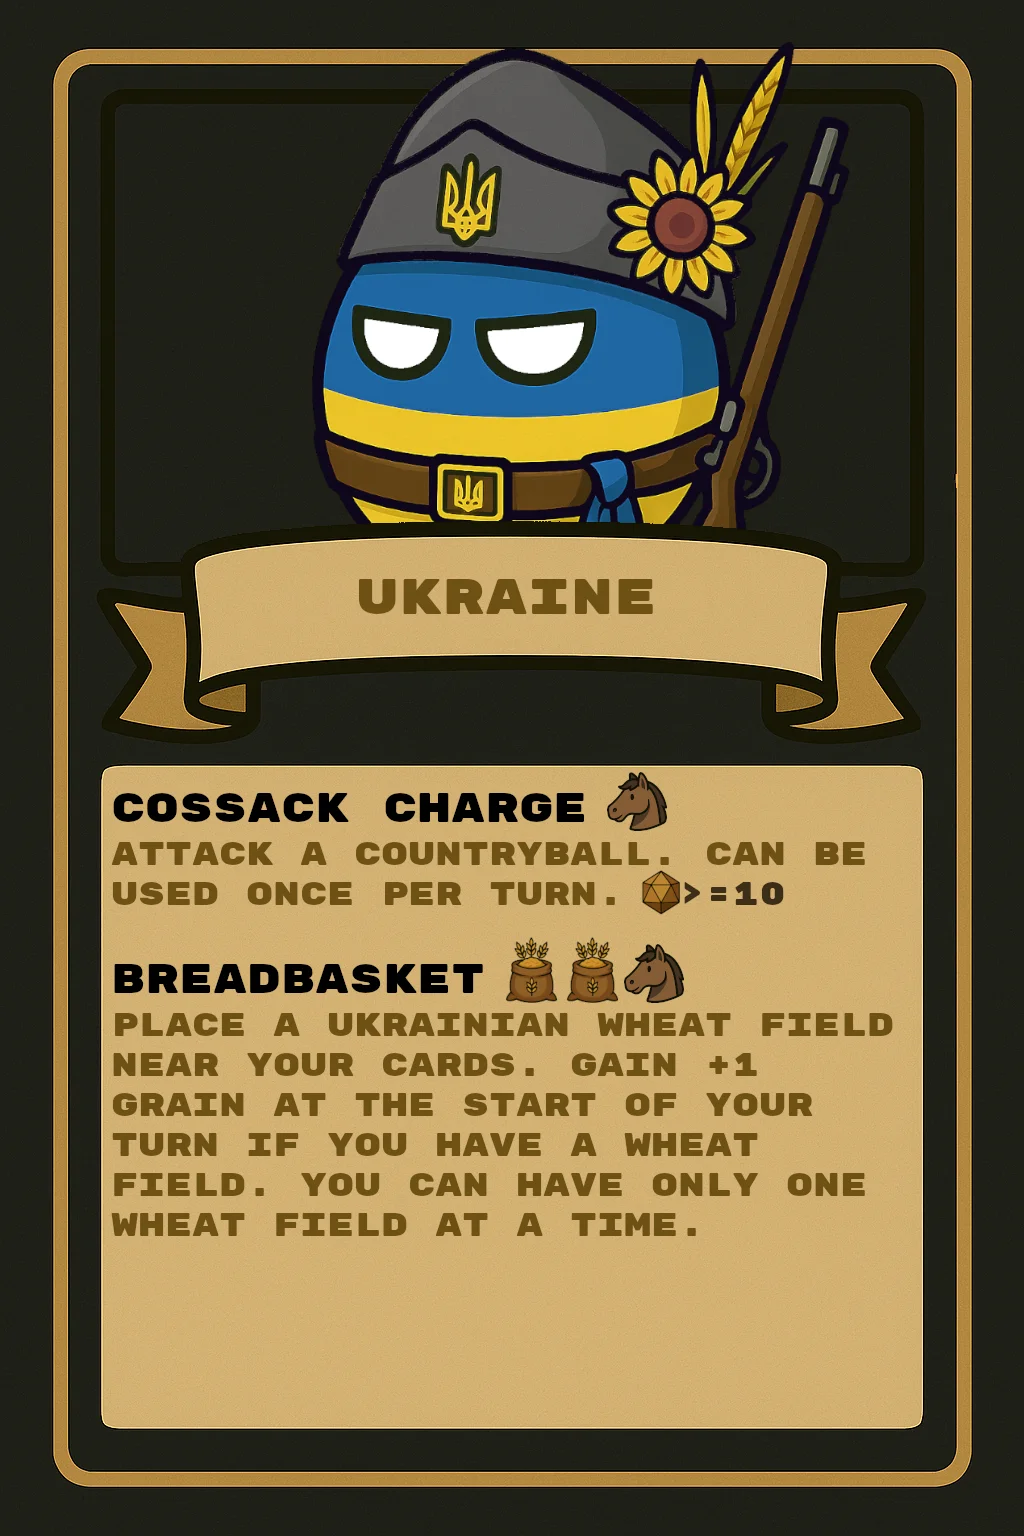 UKRAINE
COSSACK CHARGE
ATTACK A COUNTRYBALL. CAN BE
USED ONCE PER TURN. >=10
BREADBASKET
PLACE A UKRAINIAN WHEAT FIELD
NEAR YOUR CARDS. GAIN +1
GRAIN AT THE START OF YOUR
TURN IF YOU HAVE A WHEAT
FIELD. YOU CAN HAVE ONLY ONE
WHEAT FIELD AT A TIME.